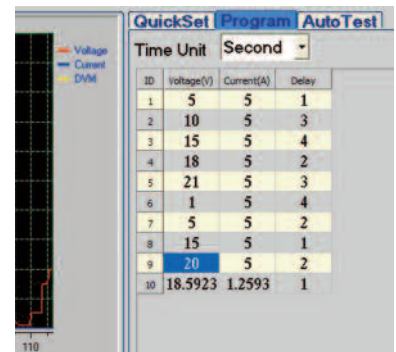 QuickSet Program AutoTest
Time Unit Second
Voltage
Current
DVM
ID Voltage(V) Current(A) Delay
1 5 5 1
2 10 5 3
3 15 5 4
4 18 5 2
5 21 5 3
6 1 5 4
7 5 5 2
8 15 5 1
9 20 5 2
10 18.5923 1.2593 1
110